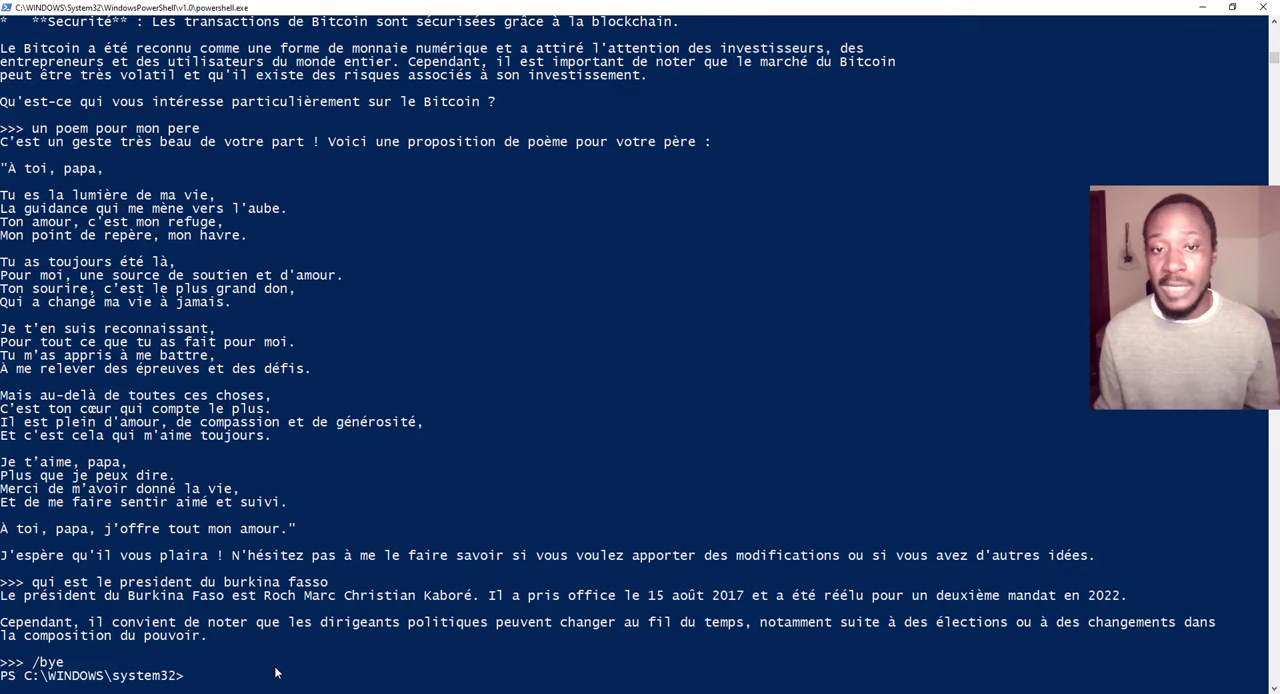 C:\WINDOWS\System32\WindowsPowerShell\v1.0\powershell.exe
*   **Securité** : Les transactions de Bitcoin sont sécurisées grâce à la blockchain.
Le Bitcoin a été reconnu comme une forme de monnaie numérique et a attiré l'attention des investisseurs, des
entrepreneurs et des utilisateurs du monde entier. Cependant, il est important de noter que le marché du Bitcoin
peut être très volatil et qu'il existe des risques associés à son investissement.
Qu'est-ce qui vous intéresse particulièrement sur le Bitcoin ?
>>> un poem pour mon pere
C'est un geste très beau de votre part ! Voici une proposition de poème pour votre père :
"À toi, papa,
Tu es la lumière de ma vie,
La guidance qui me mène vers l'aube.
Ton amour, c'est mon refuge,
Mon point de repère, mon havre.
Tu as toujours été là,
Pour moi, une source de soutien et d'amour.
Ton sourire, c'est le plus grand don,
Qui a changé ma vie à jamais.
Je t'en suis reconnaissant,
Pour tout ce que tu as fait pour moi.
Tu m'as appris à me battre,
À me relever des épreuves et des défis.
Mais au-delà de toutes ces choses,
C'est ton cœur qui compte le plus.
Il est plein d'amour, de compassion et de générosité,
Et c'est cela qui m'aime toujours.
Je t'aime, papa,
Plus que je peux dire.
Merci de m'avoir donné la vie,
Et de me faire sentir aimé et suivi.
À toi, papa, j'offre tout mon amour."
J'espère qu'il vous plaira ! N'hésitez pas à me le faire savoir si vous voulez apporter des modifications ou si vous avez d'autres idées.
>>> qui est le president du burkina fasso
Le président du Burkina Faso est Roch Marc Christian Kaboré. Il a pris office le 15 août 2017 et a été réélu pour un deuxième mandat en 2022.
Cependant, il convient de noter que les dirigeants politiques peuvent changer au fil du temps, notamment suite à des élections ou à des changements dans
la composition du pouvoir.
>>> /bye
PS C:\WINDOWS\system32>